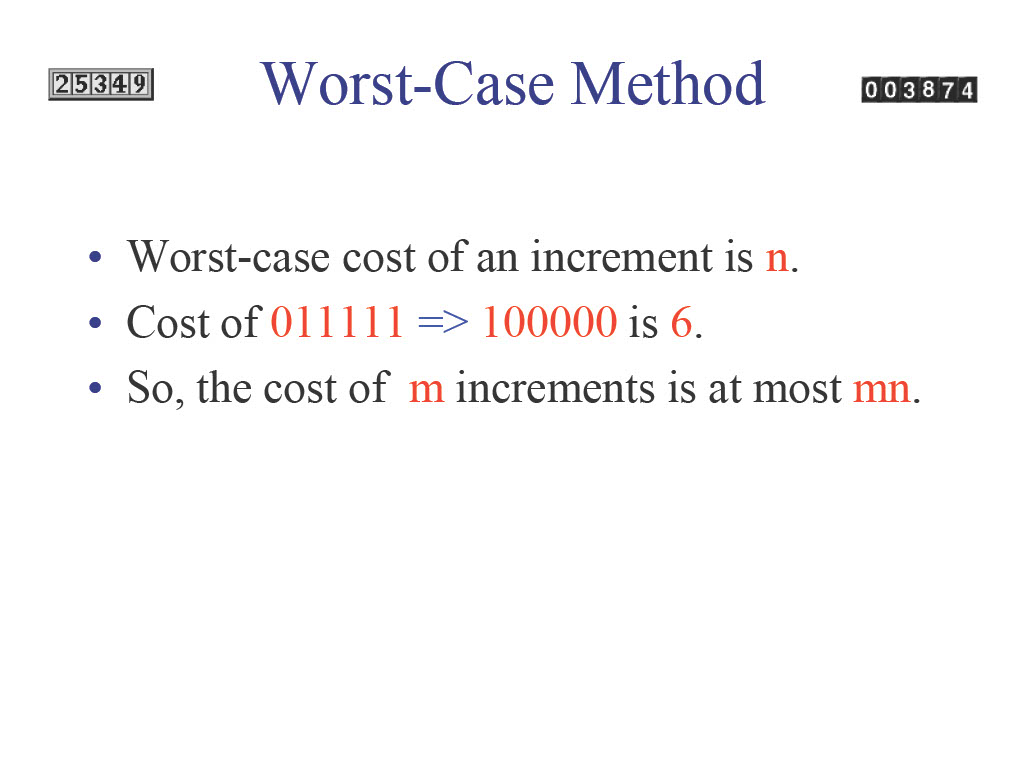 25349
Worst-Case Method
003874
• Worst-case cost of an increment is n.
• Cost of 011111 => 100000 is 6.
• So, the cost of m increments is at most mn.